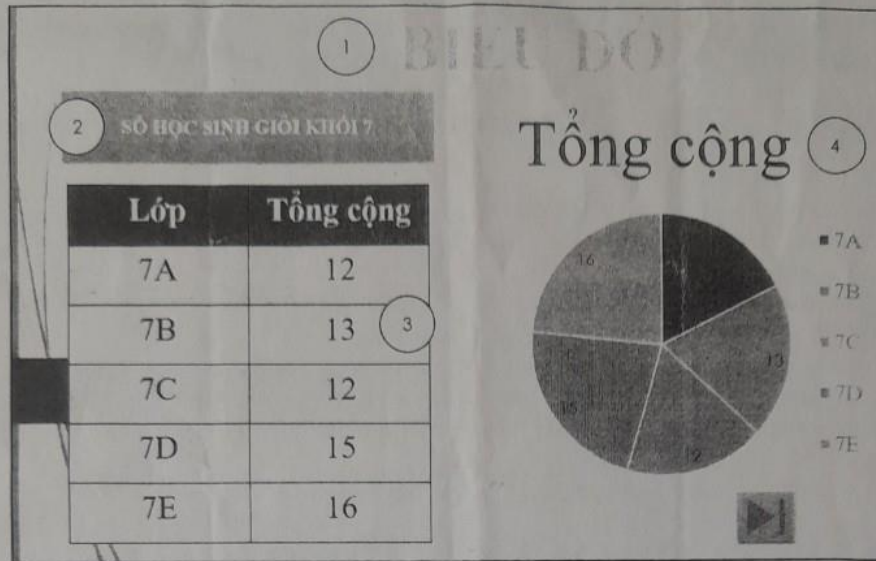 1 BIỂU ĐỒ
2 SỐ HỌC SINH GIỎI KHỐI 7
Tổng cộng 4
Lớp Tổng cộng
7A 12
7B 13 3
7C 12
7D 15
7E 16
16
13
12
15
7A
7B
7C
7D
7E